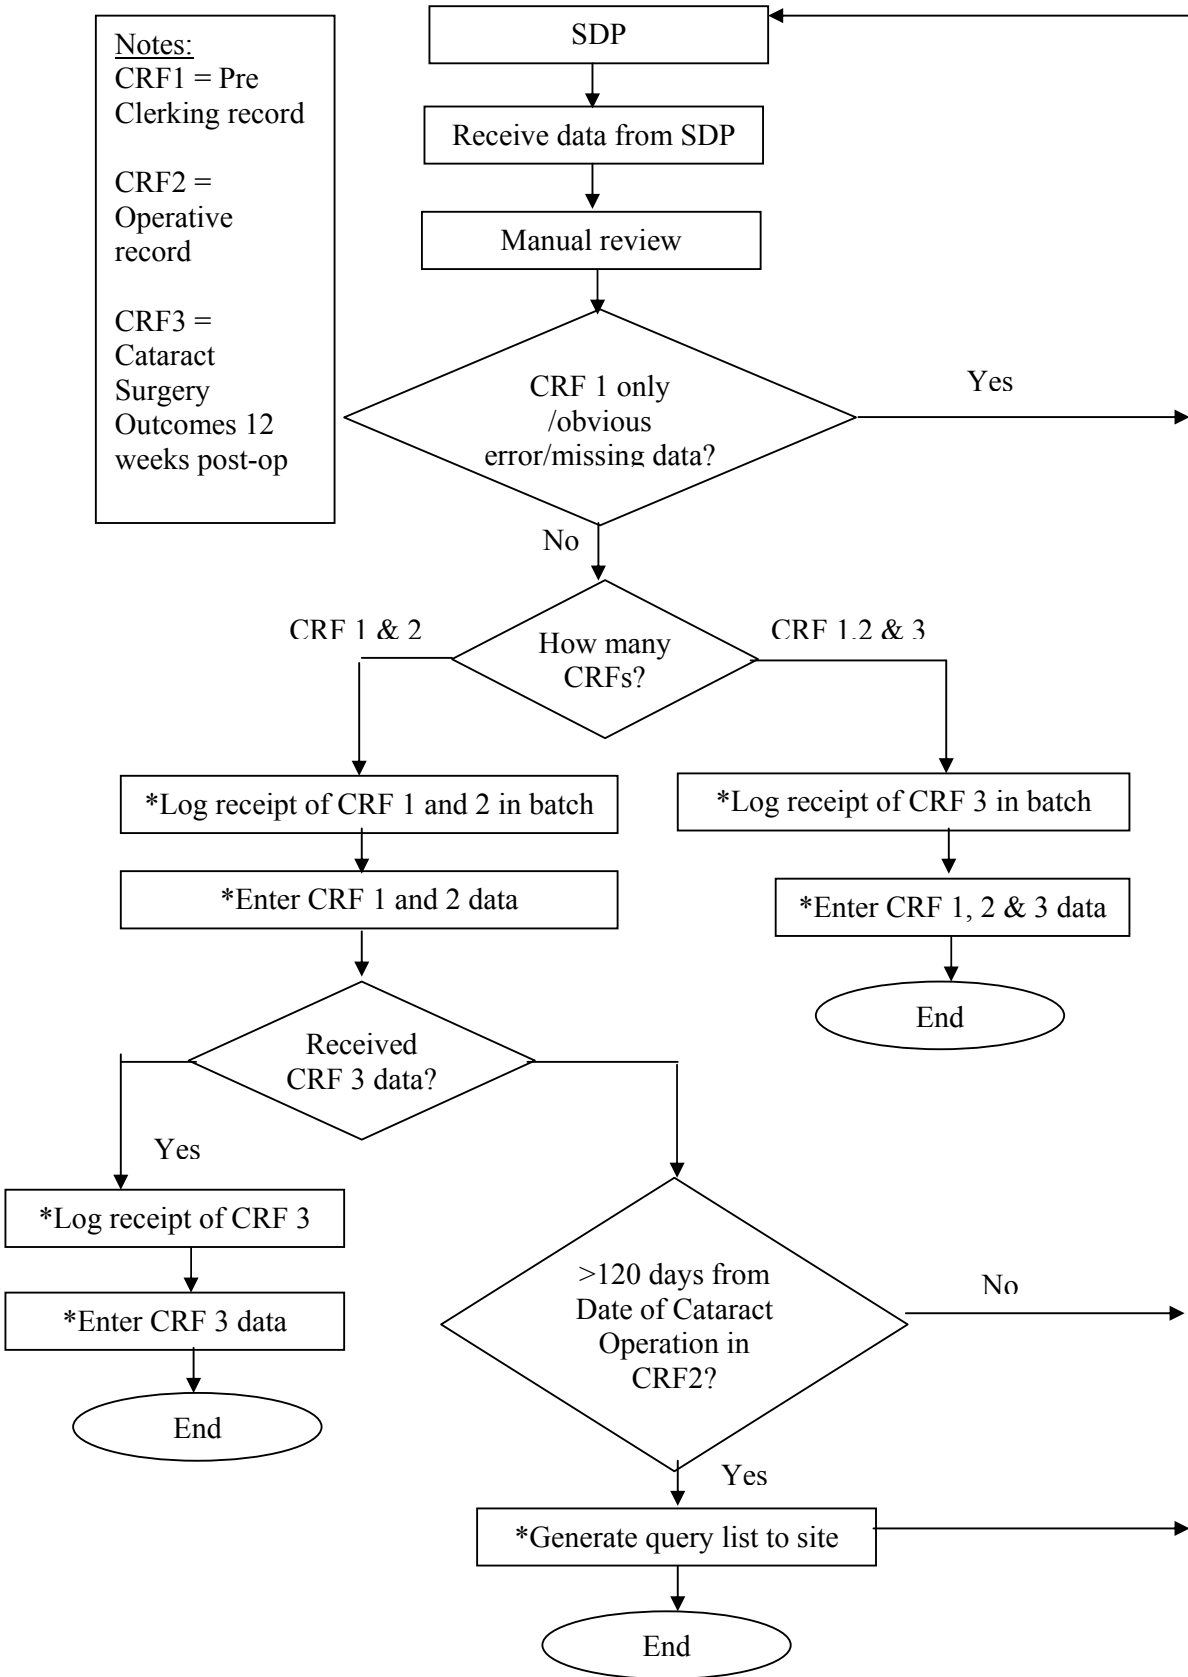 Notes:
CRF1 = Pre
Clerking record
CRF2 =
Operative
record
CRF3 =
Cataract
Surgery
Outcomes 12
weeks post-op
SDP
Receive data from SDP
Manual review
CRF 1 only
/obvious
error/missing data?
Yes
No
How many
CRFs?
CRF 1 & 2
CRF 1,2 & 3
*Log receipt of CRF 1 and 2 in batch
*Log receipt of CRF 3 in batch
*Enter CRF 1 and 2 data
*Enter CRF 1, 2 & 3 data
End
Received
CRF 3 data?
Yes
*Log receipt of CRF 3
*Enter CRF 3 data
End
>120 days from
Date of Cataract
Operation in
CRF2?
No
Yes
*Generate query list to site
End